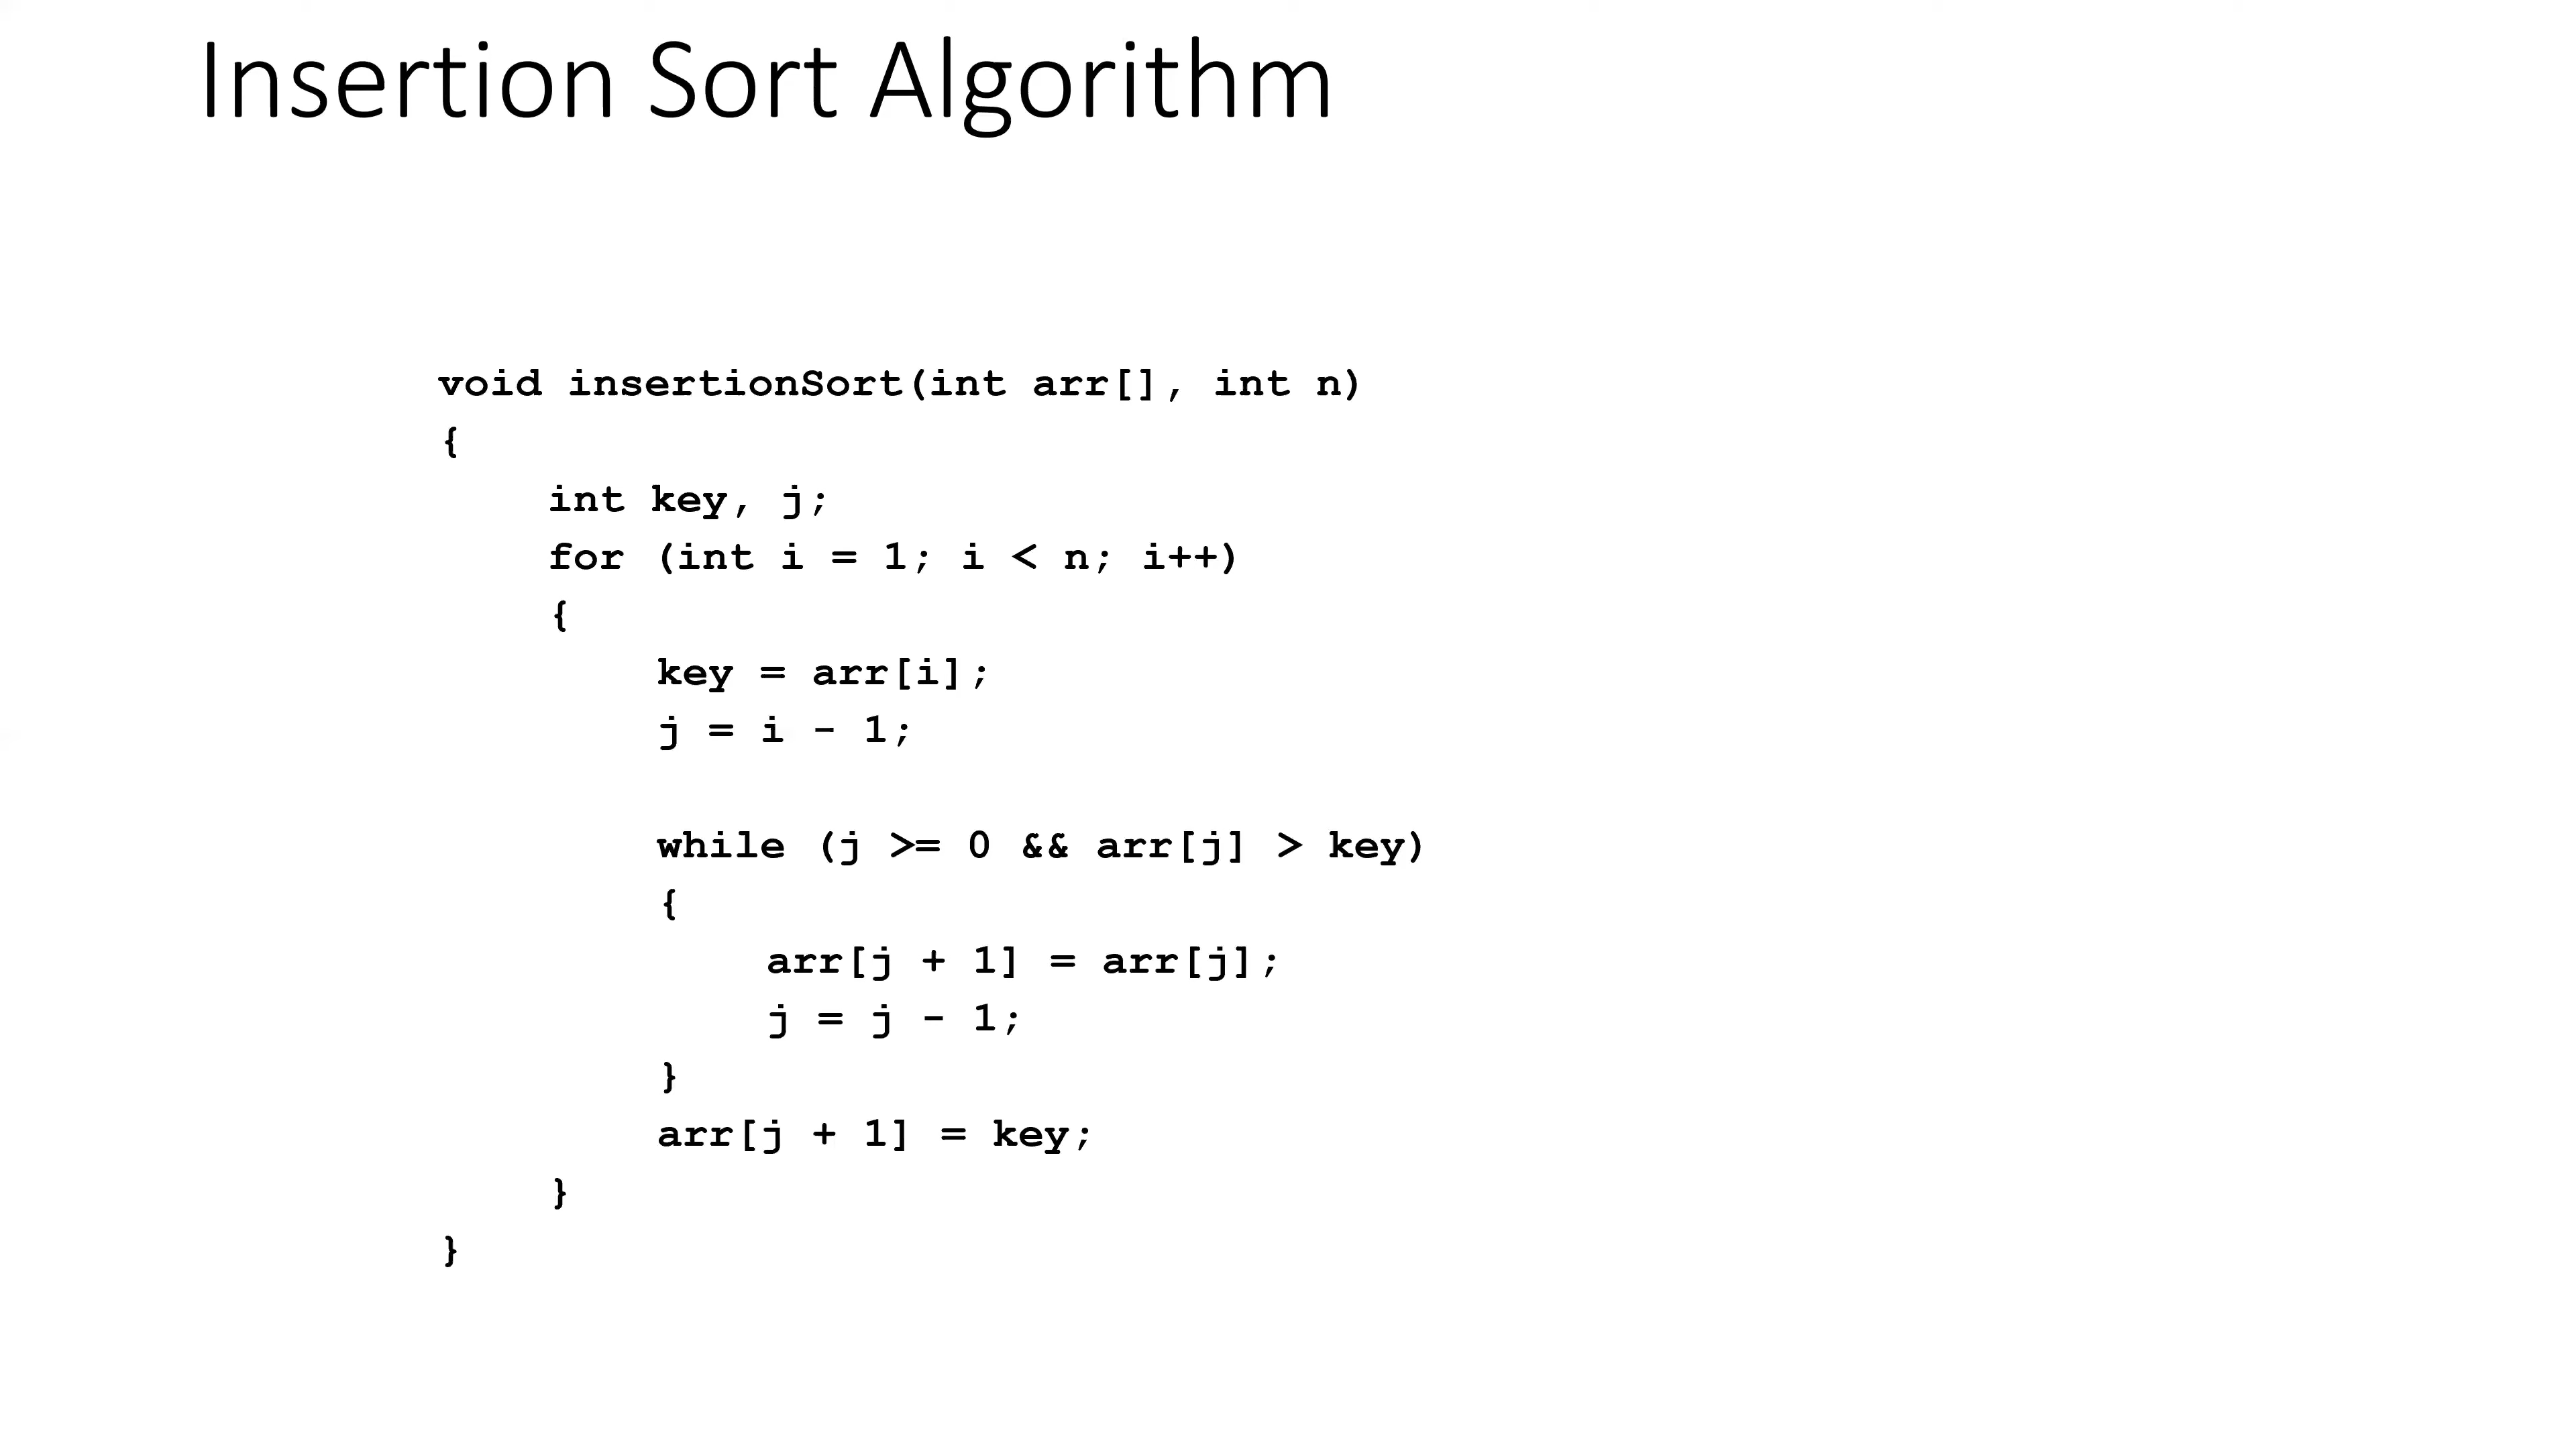 Insertion Sort Algorithm
void insertionSort(int arr[], int n)
{
int key, j;
for (int i = 1; i < n; i++)
{
key = arr[i];
j = i - 1;
while (j >= 0 && arr[j] > key)
{
arr[j + 1] = arr[j];
j = j - 1;
}
arr[j + 1] = key;
}
}